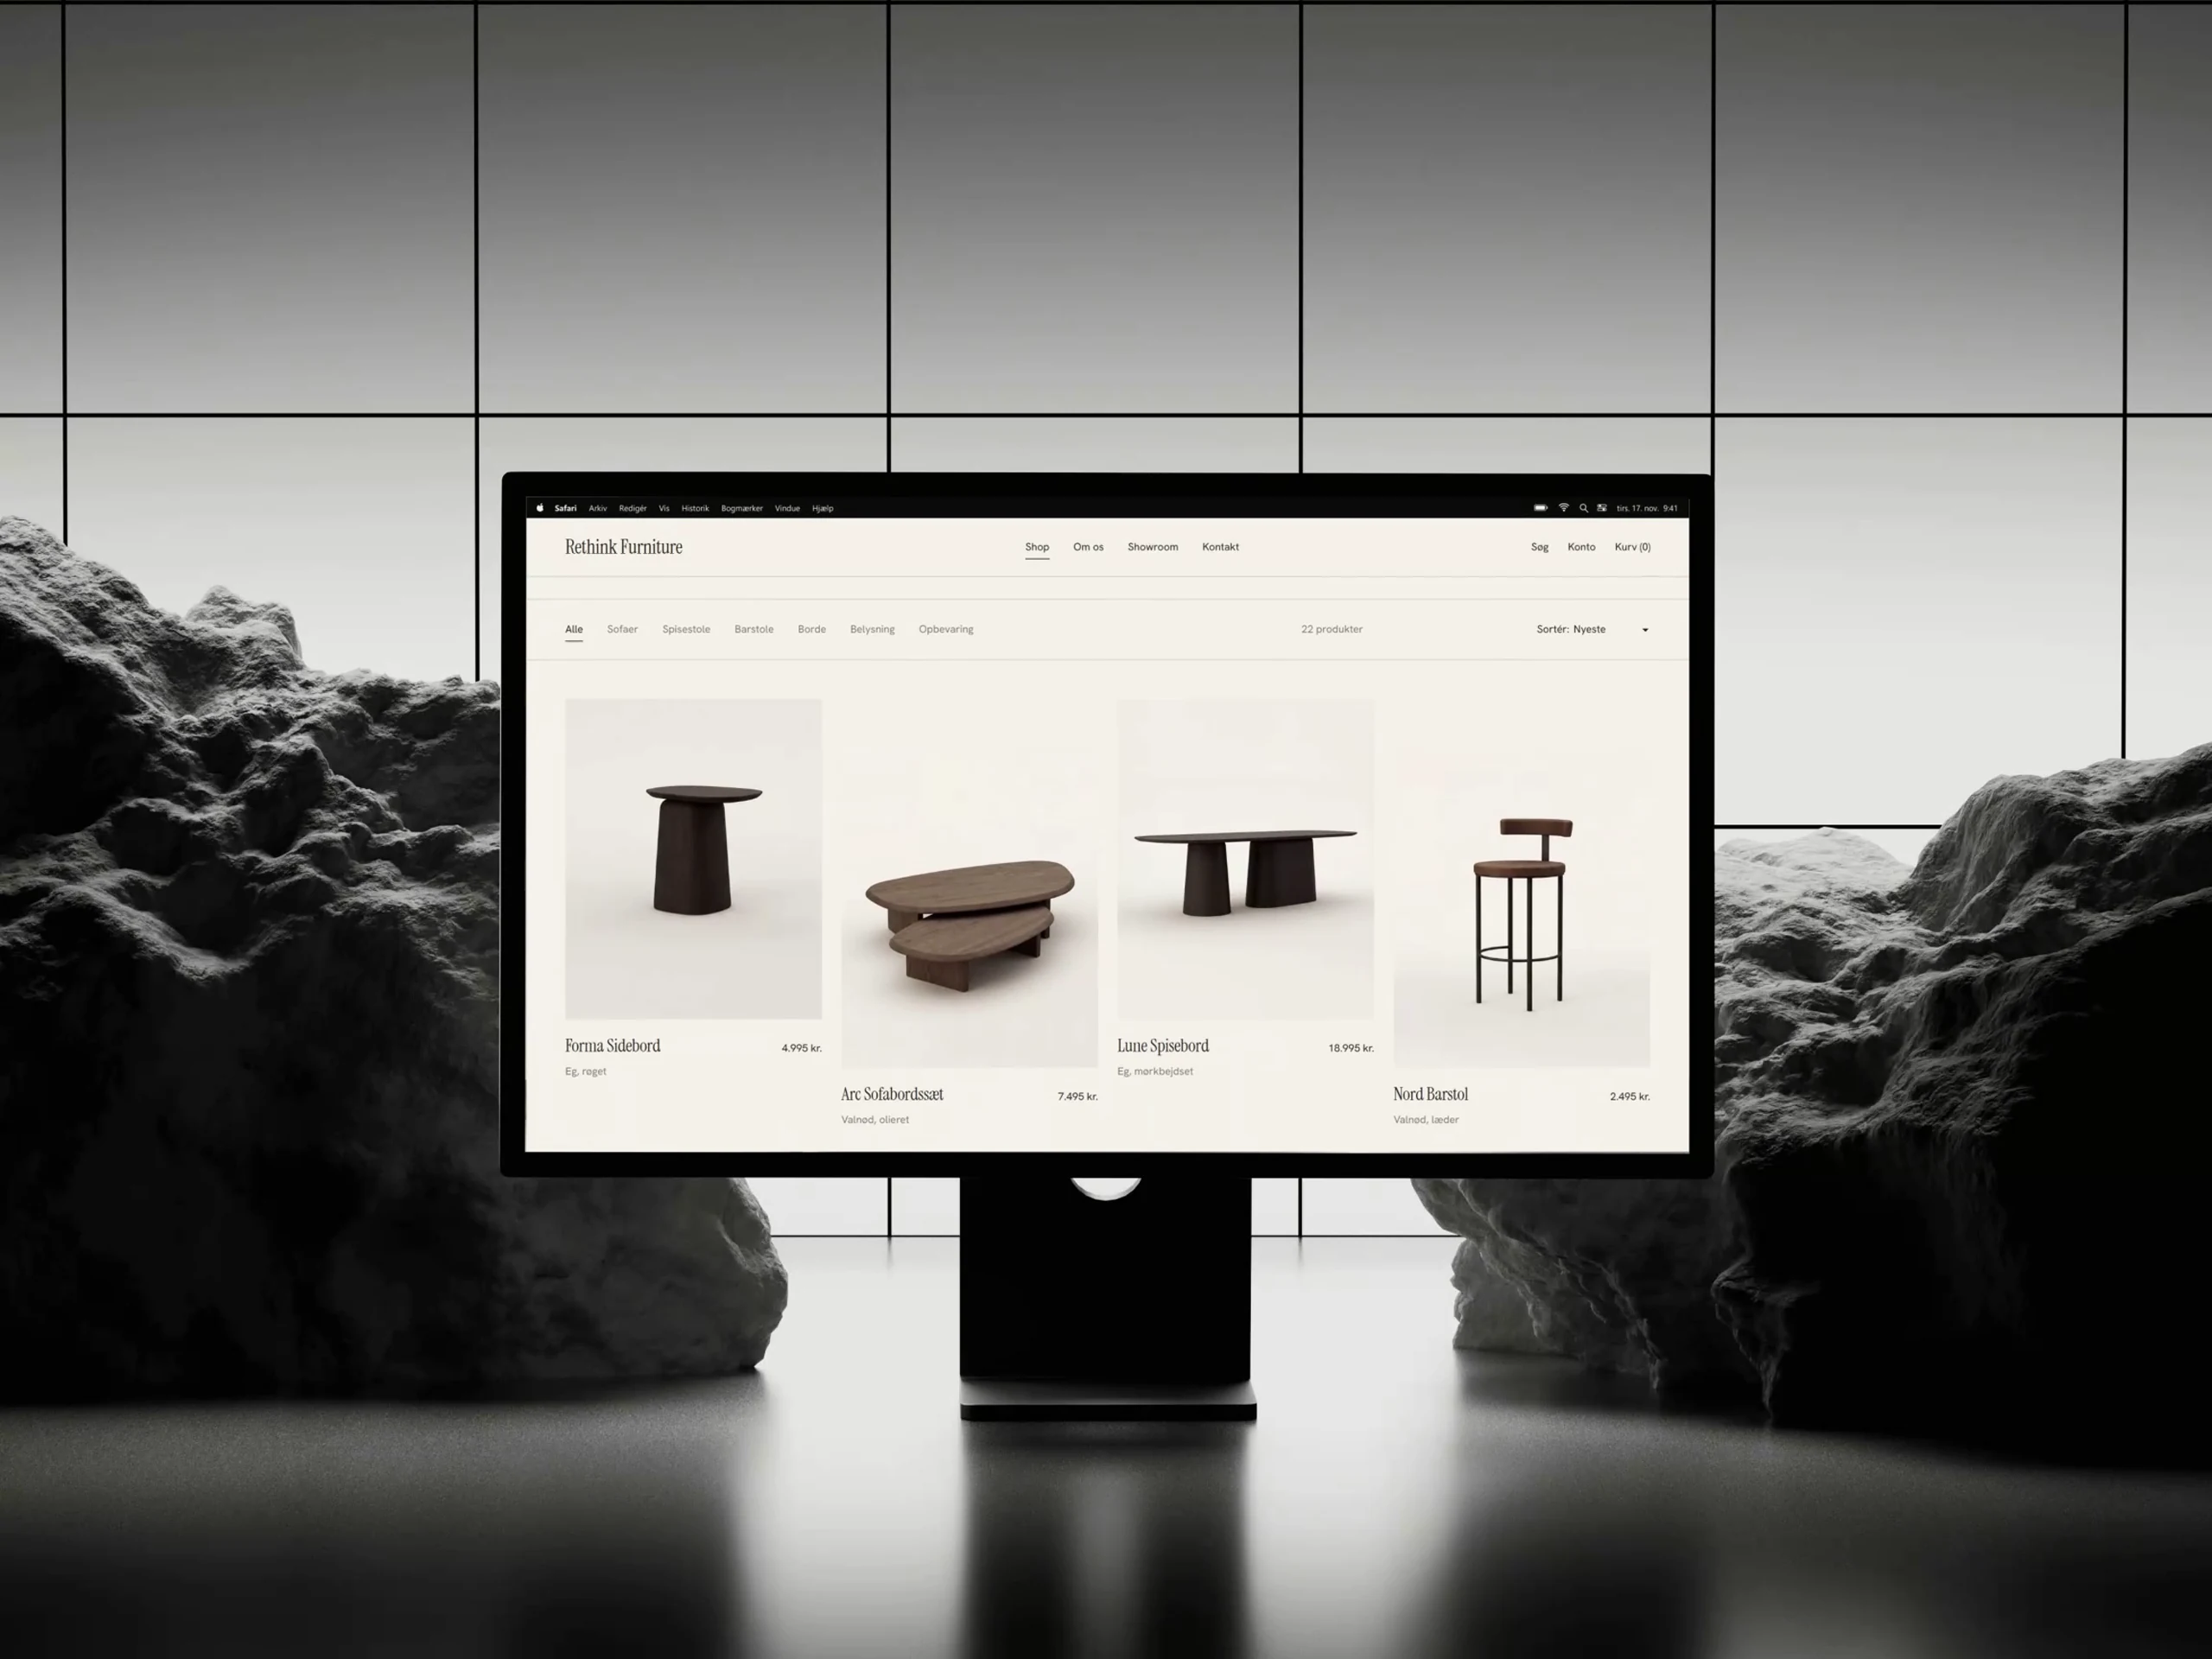 Safari Arkiv Redigér Vis Historik Bogmærker Vindue Hjælp tirs. 17. nov. 9:41
Rethink Furniture Shop Om os Showroom Kontakt Søg Konto Kurv (0)
Alle Sofaer Spisestole Barstole Borde Belysning Opbevaring 22 produkter Sortér: Nyeste
Forma Sidebord 4.995 kr.
Eg, røget
Arc Sofabordssæt 7.495 kr.
Valnød, olieret
Lune Spisebord 18.995 kr.
Eg, mørkbejdset
Nord Barstol 2.495 kr.
Valnød, læder